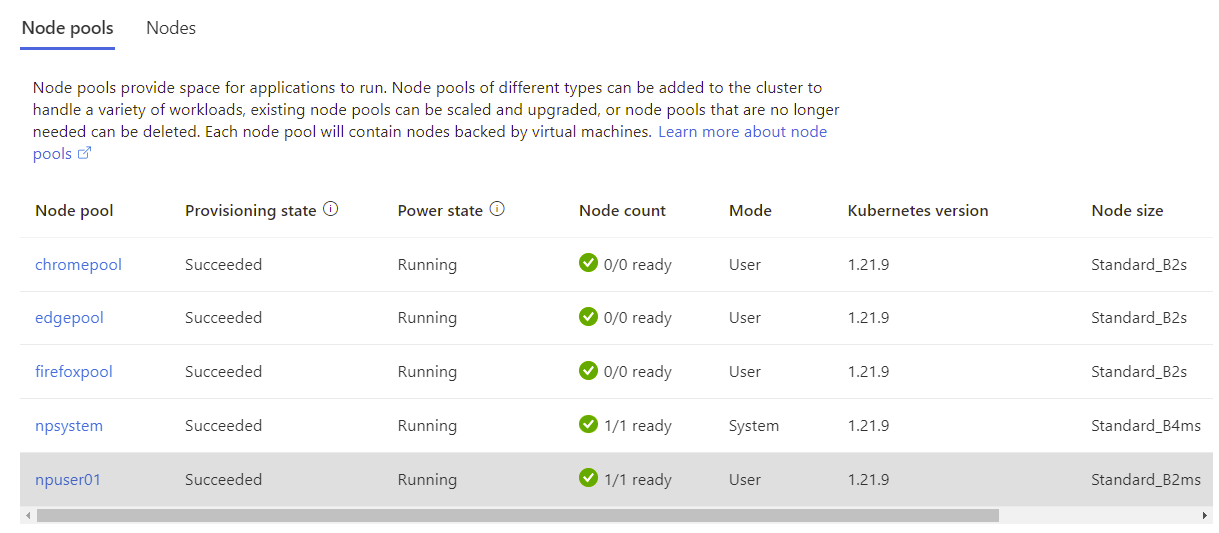 Node pools Nodes
Node pools provide space for applications to run. Node pools of different types can be added to the cluster to
handle a variety of workloads, existing node pools can be scaled and upgraded, or node pools that are no longer
needed can be deleted. Each node pool will contain nodes backed by virtual machines. Learn more about node
pools
Node pool Provisioning state Power state Node count Mode Kubernetes version Node size
chromepool Succeeded Running 0/0 ready User 1.21.9 Standard_B2s
edgepool Succeeded Running 0/0 ready User 1.21.9 Standard_B2s
firefoxpool Succeeded Running 0/0 ready User 1.21.9 Standard_B2s
npsystem Succeeded Running 1/1 ready System 1.21.9 Standard_B4ms
npuser01 Succeeded Running 1/1 ready User 1.21.9 Standard_B2ms